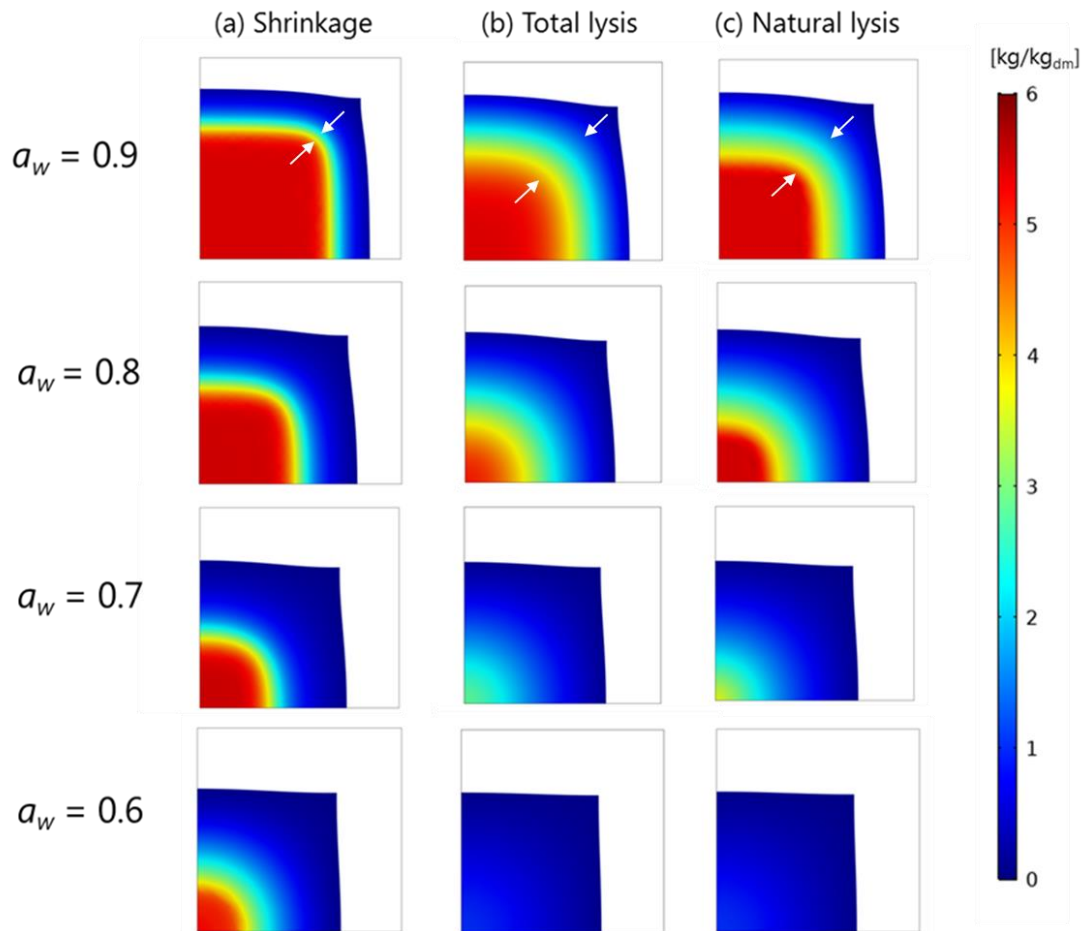 (a) Shrinkage (b) Total lysis (c) Natural lysis
[kg/kgdm]
6
aw = 0.9
5
aw = 0.8
4
3
aw = 0.7
2
1
aw = 0.6
0